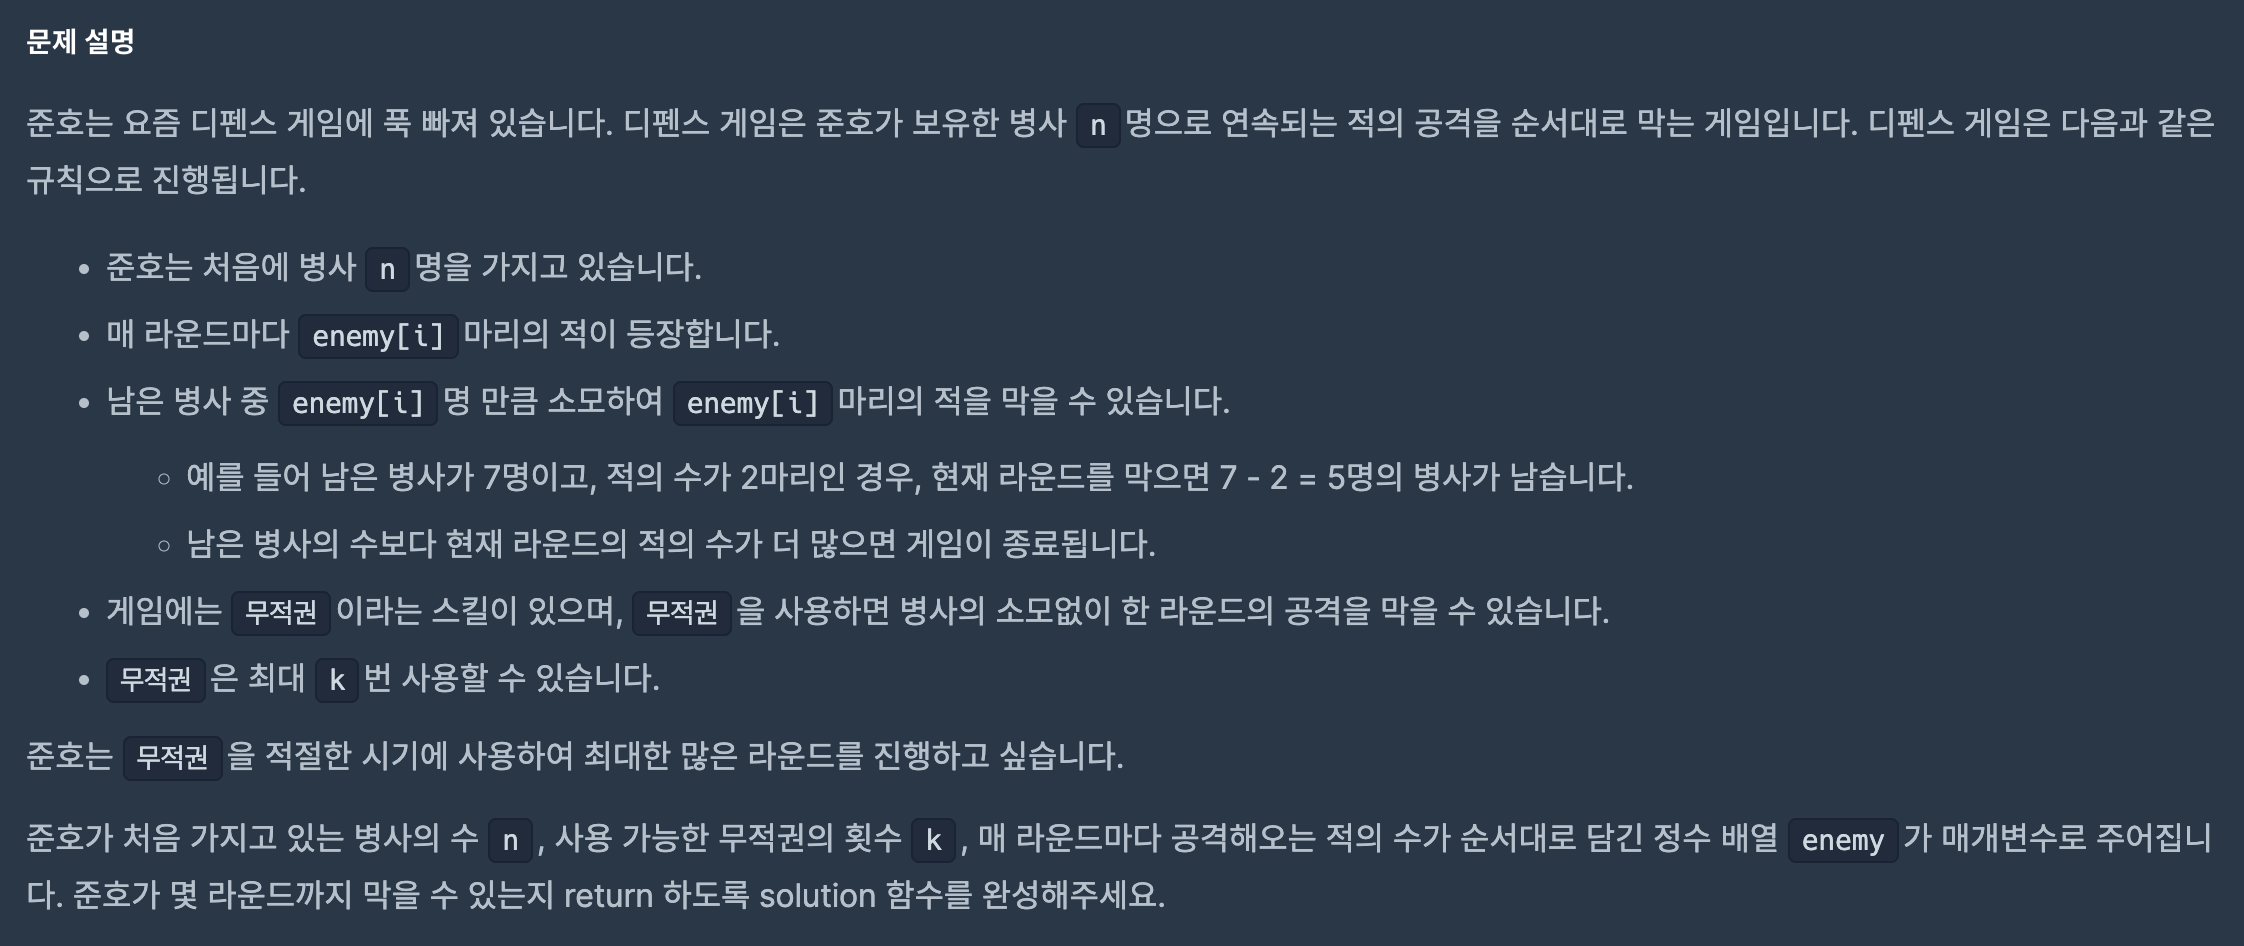 문제 설명
준호는 요즘 디펜스 게임에 푹 빠져 있습니다. 디펜스 게임은 준호가 보유한 병사 n명으로 연속되는 적의 공격을 순서대로 막는 게임입니다. 디펜스 게임은 다음과 같은
규칙으로 진행됩니다.
• 준호는 처음에 병사 n명을 가지고 있습니다.
• 매 라운드마다 enemy[i]마리의 적이 등장합니다.
• 남은 병사 중 enemy[i]명 만큼 소모하여 enemy[i]마리의 적을 막을 수 있습니다.
◦ 예를 들어 남은 병사가 7명이고, 적의 수가 2마리인 경우, 현재 라운드를 막으면 7 - 2 = 5명의 병사가 남습니다.
◦ 남은 병사의 수보다 현재 라운드의 적의 수가 더 많으면 게임이 종료됩니다.
• 게임에는 무적권이라는 스킬이 있으며, 무적권을 사용하면 병사의 소모없이 한 라운드의 공격을 막을 수 있습니다.
• 무적권은 최대 k번 사용할 수 있습니다.
준호는 무적권을 적절한 시기에 사용하여 최대한 많은 라운드를 진행하고 싶습니다.
준호가 처음 가지고 있는 병사의 수 n, 사용 가능한 무적권의 횟수 k, 매 라운드마다 공격해오는 적의 수가 순서대로 담긴 정수 배열 enemy가 매개변수로 주어집니
다. 준호가 몇 라운드까지 막을 수 있는지 return 하도록 solution 함수를 완성해주세요.